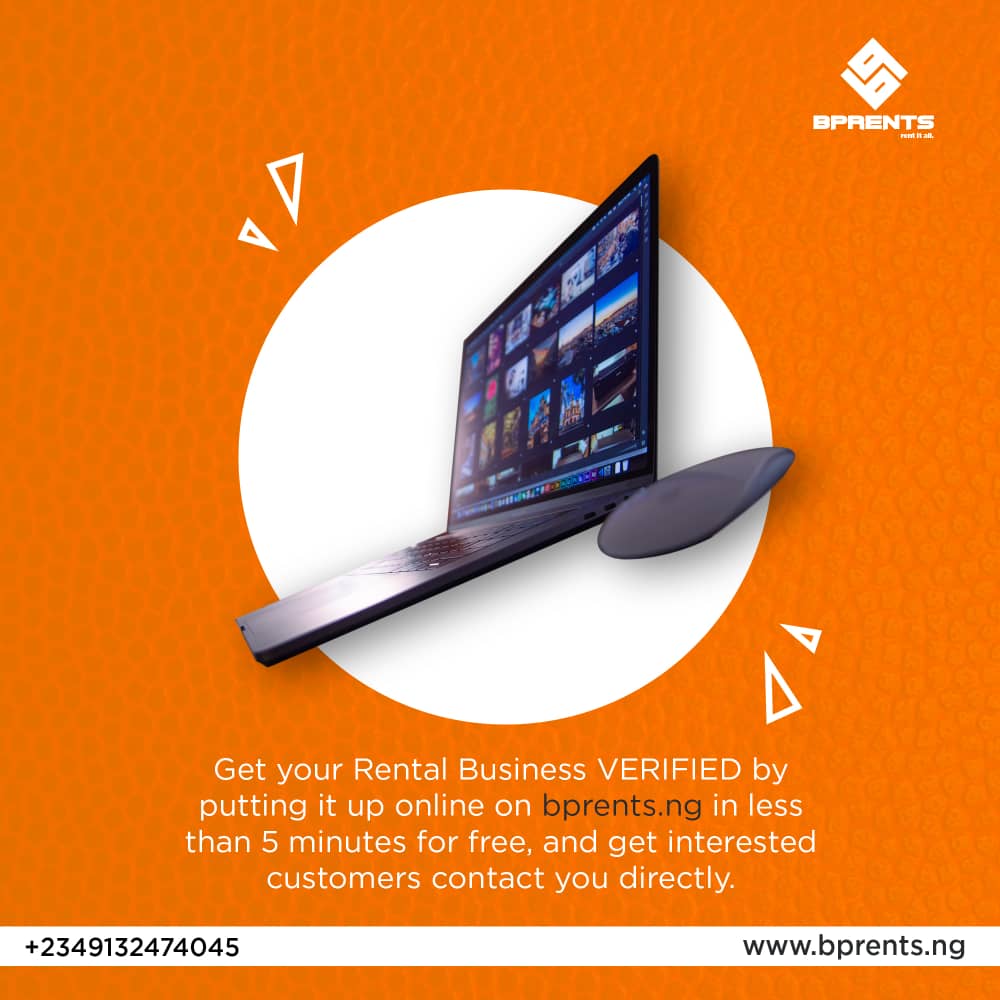 BPRENTS
rent it all.
Get your Rental Business VERIFIED by
putting it up online on bprents.ng in less
than 5 minutes for free, and get interested
customers contact you directly.
+2349132474045
www.bprents.ng